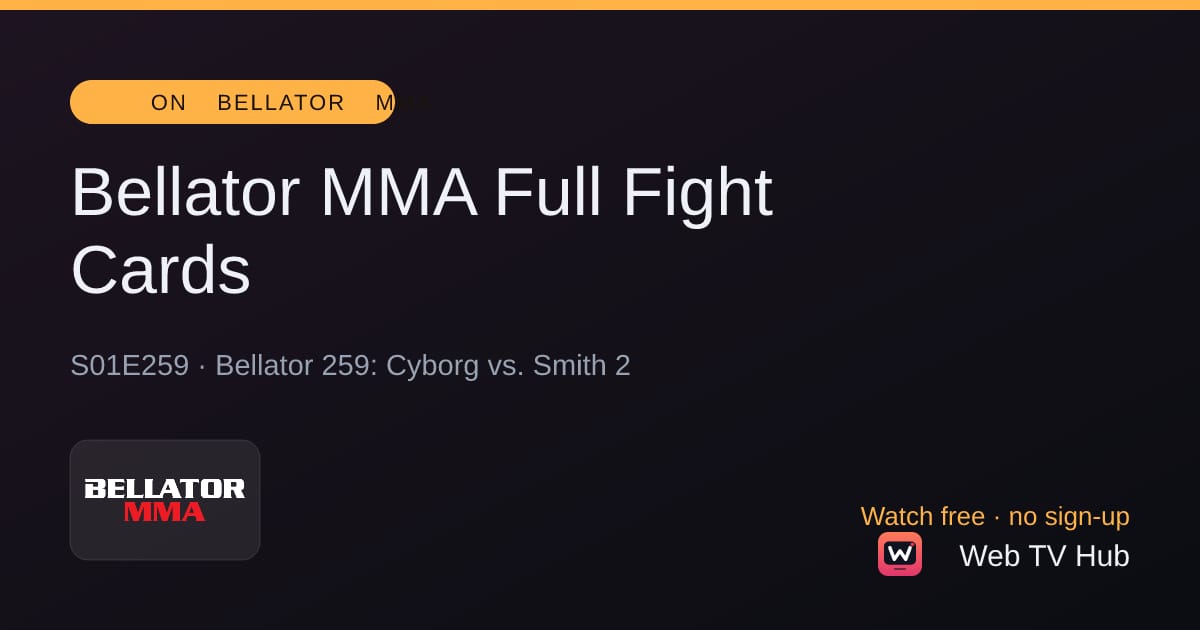 ON BELLATOR M
Bellator MMA Full Fight
Cards
S01E259 · Bellator 259: Cyborg vs. Smith 2
BELLATOR
MMA
Watch free · no sign-up
W
Web TV Hub